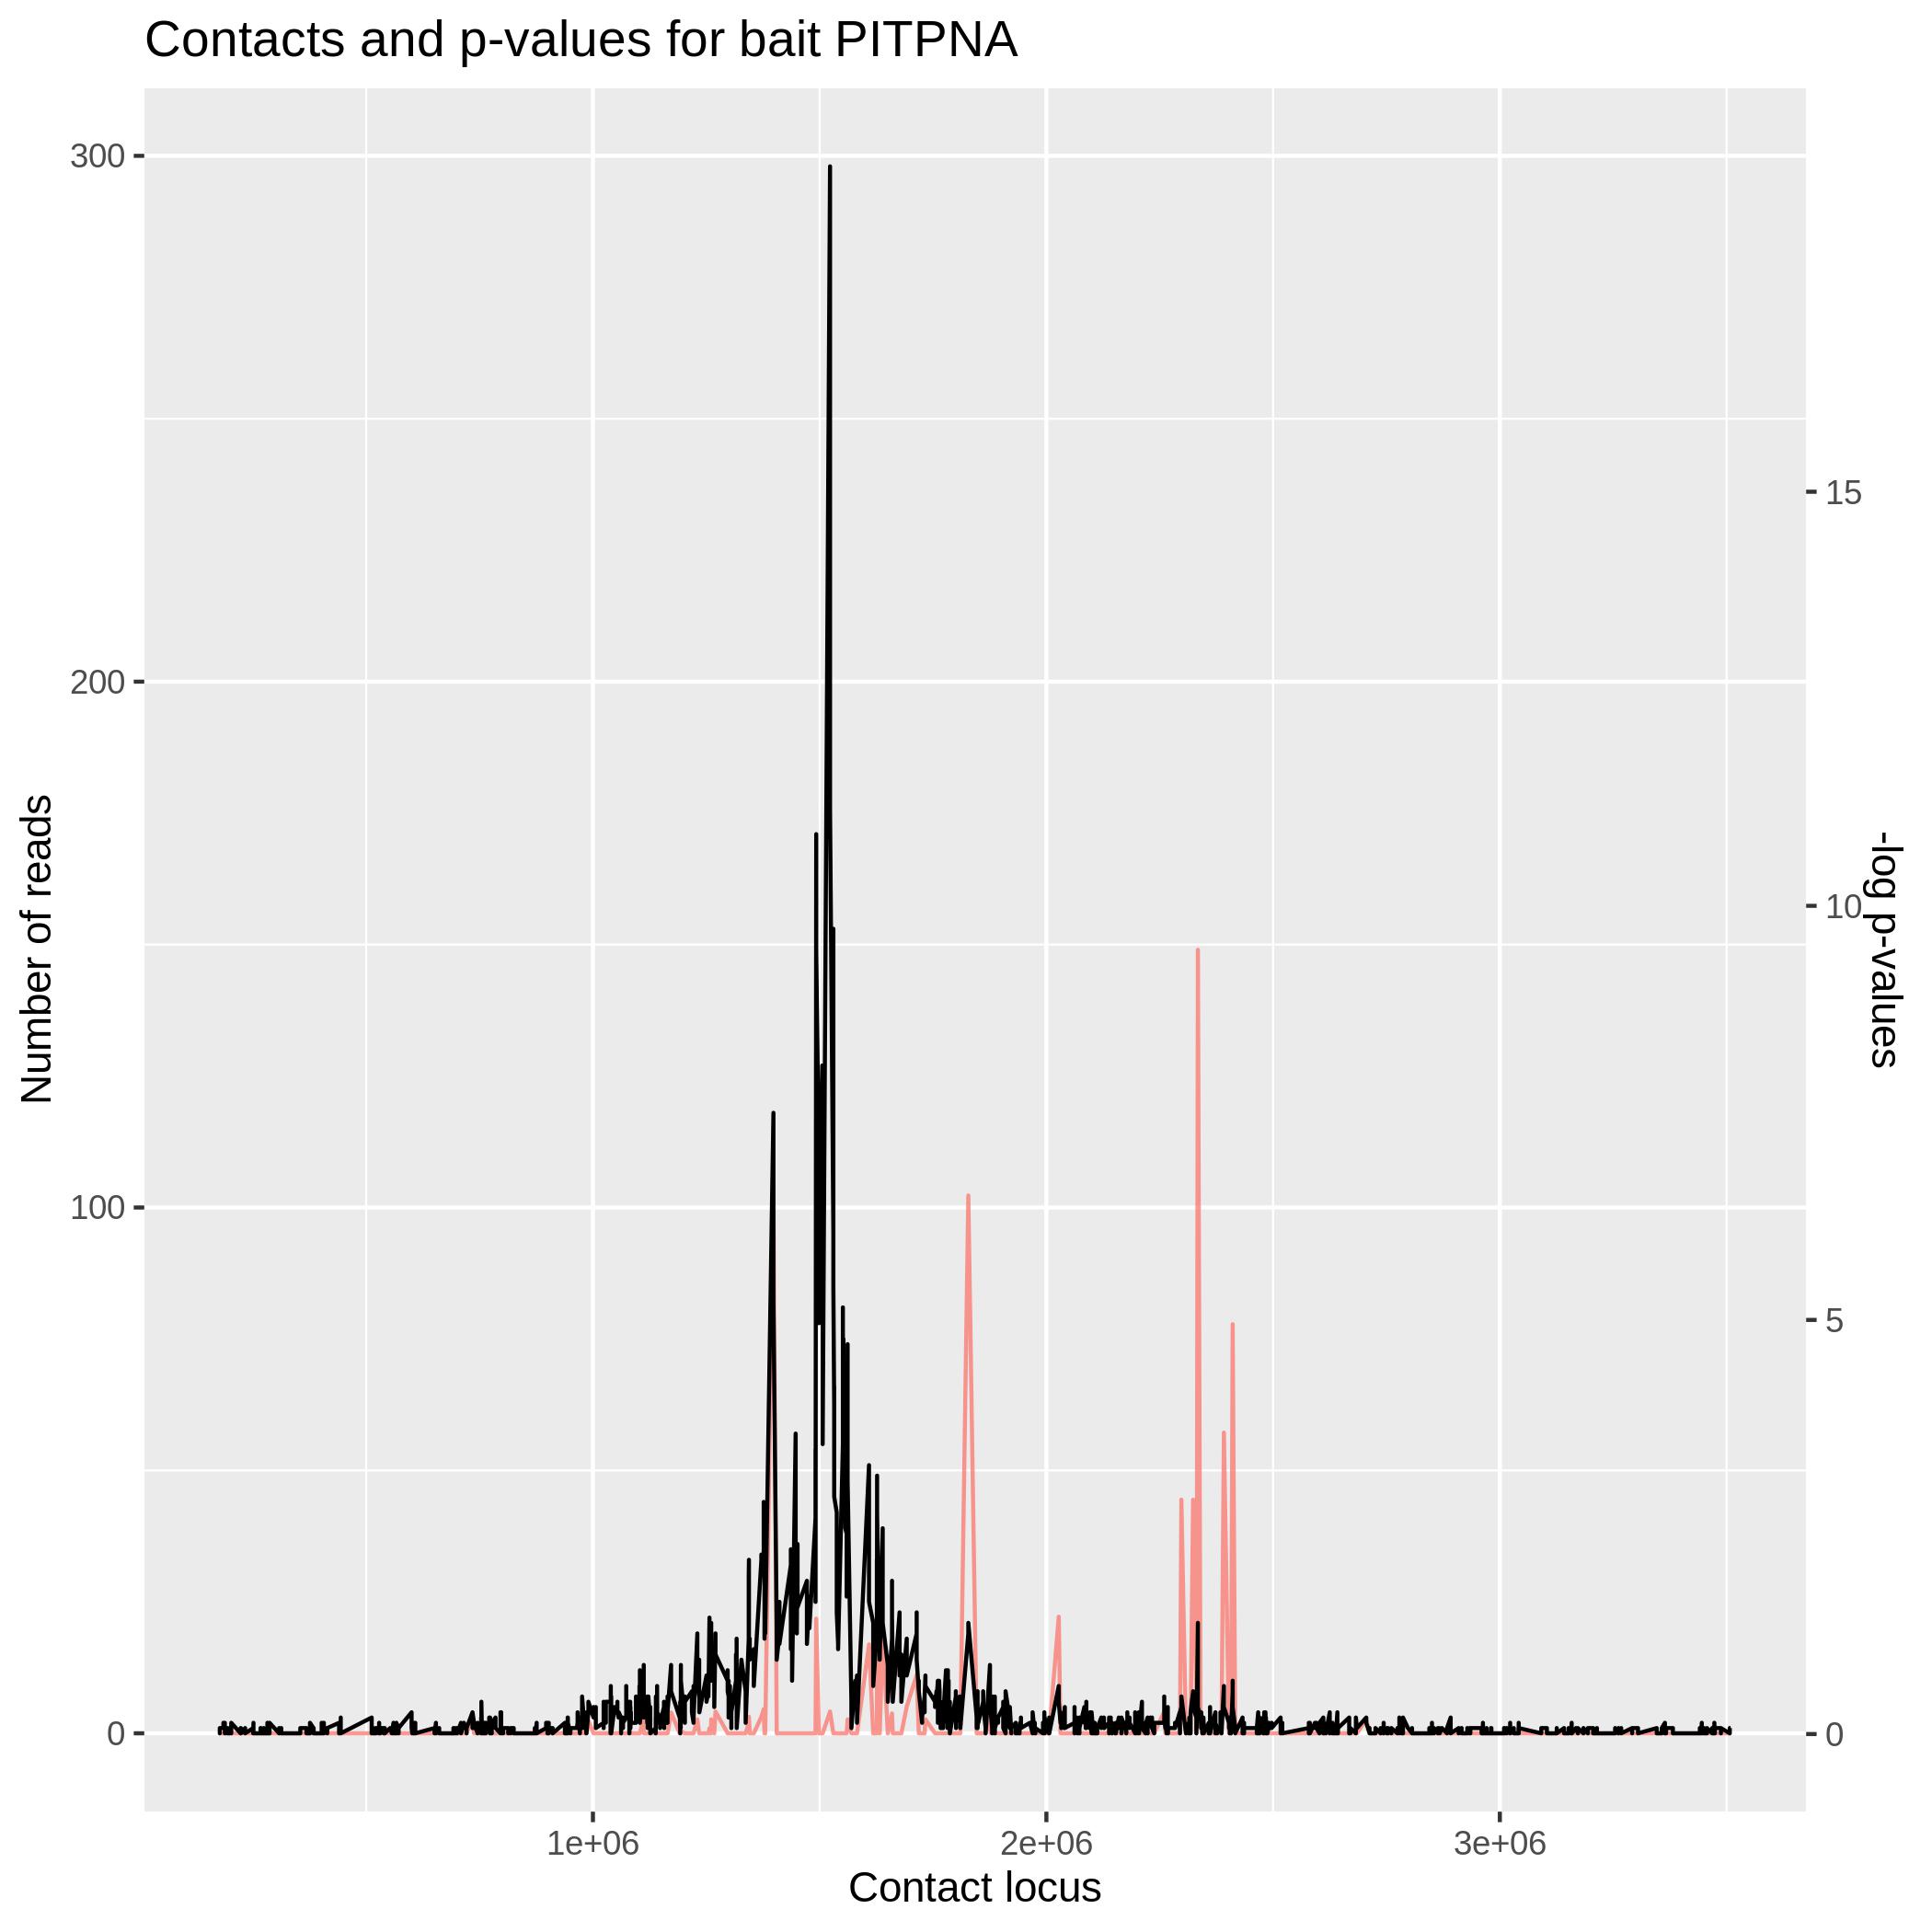 Contacts and p-values for bait PITPNA
300
200
100
0
Number of reads
15
10
5
0
-log p-values
1e+06
2e+06
3e+06
Contact locus